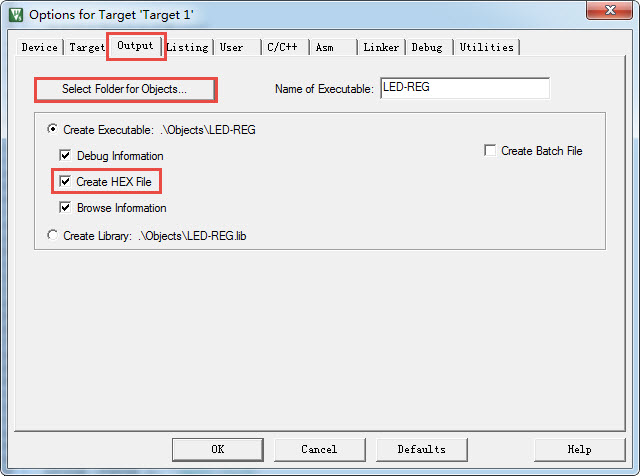 Options for Target 'Target 1'
Device Target Output Listing User C/C++ Asm Linker Debug Utilities
Select Folder for Objects... Name of Executable: LED-REG
Create Executable: .\Objects\LED-REG
Debug Information Create Batch File
Create HEX File
Browse Information
Create Library: .\Objects\LED-REG.lib
OK Cancel Defaults Help